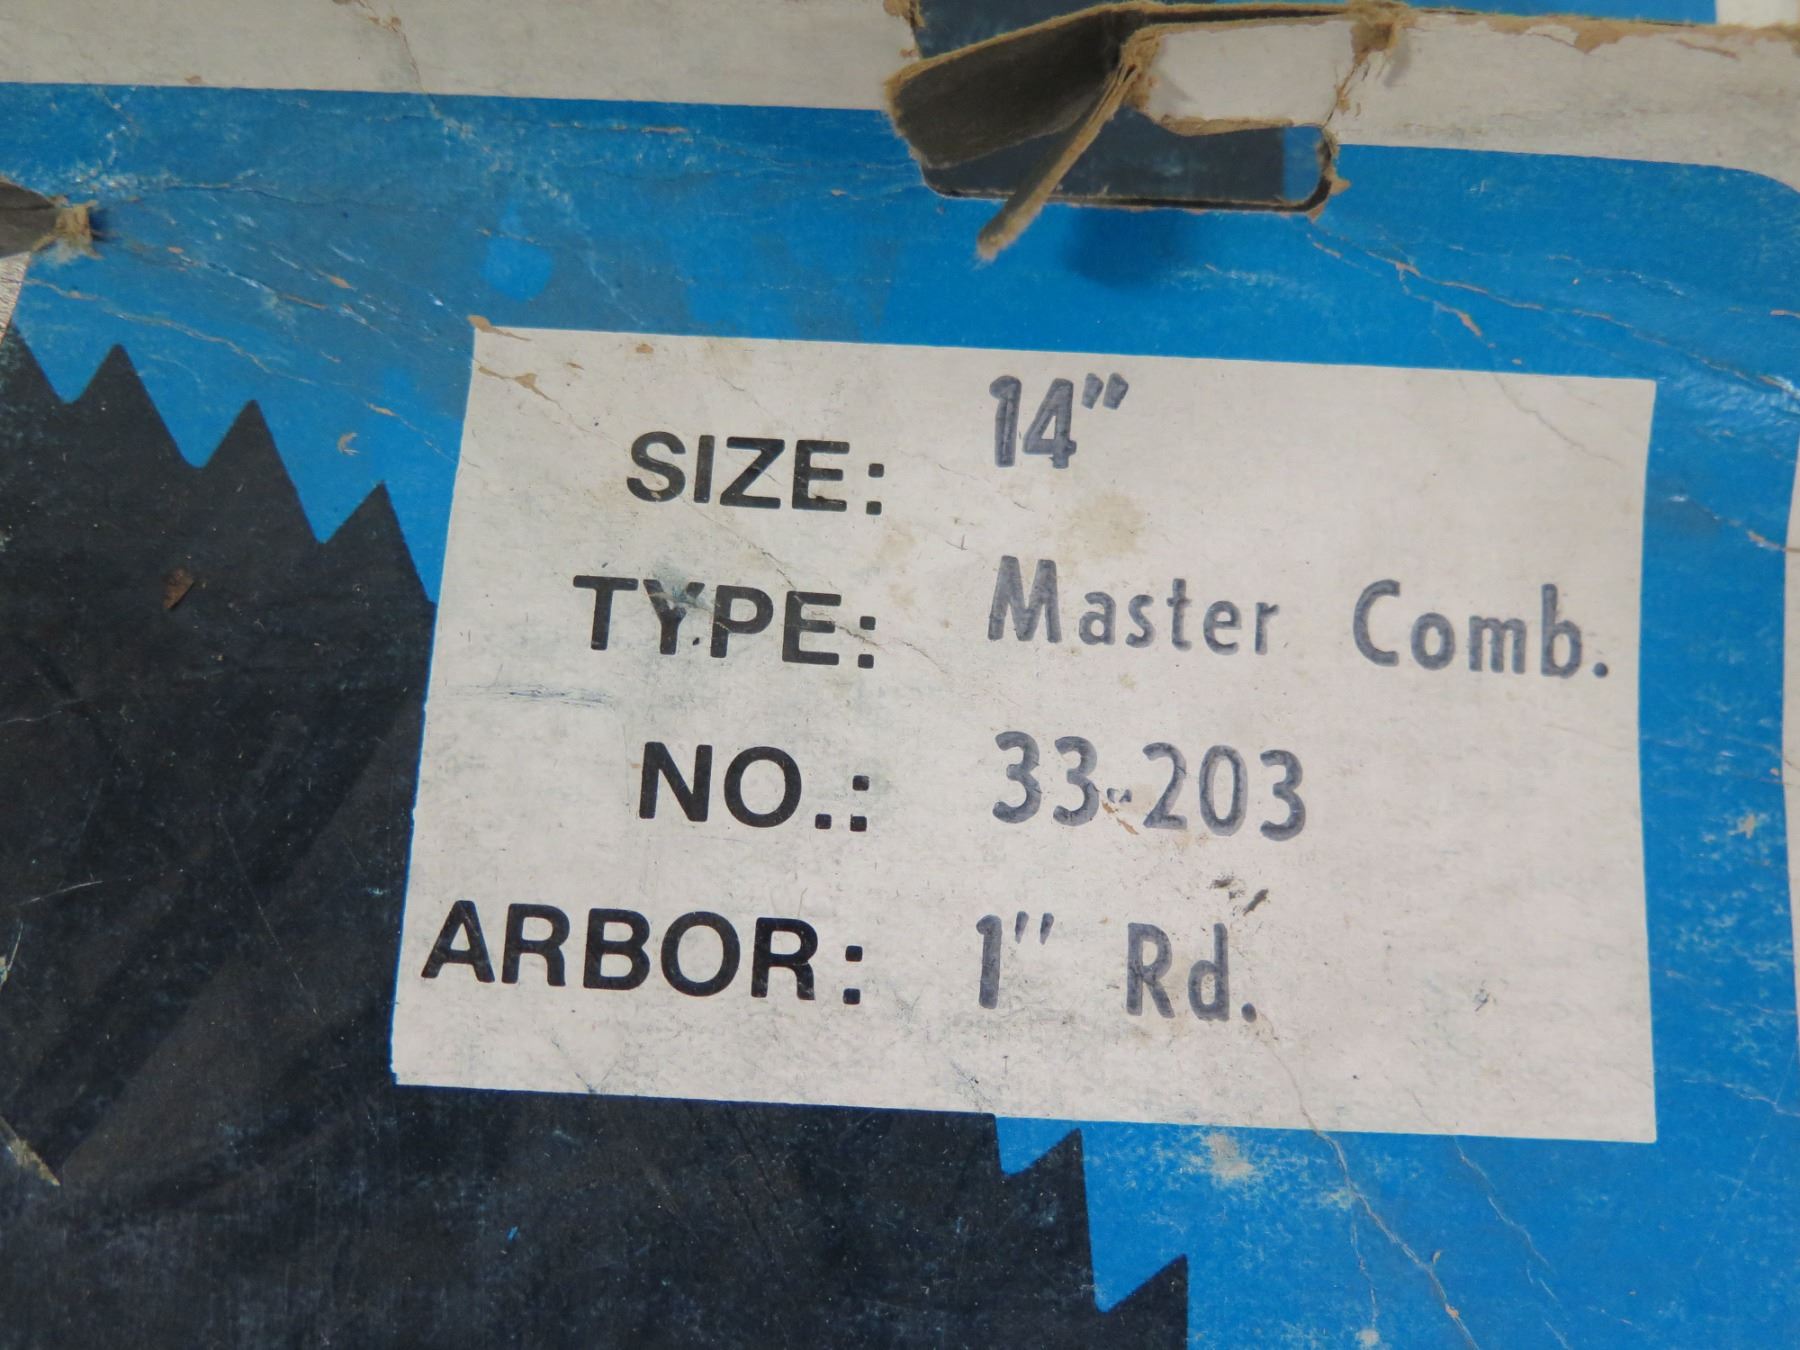 SIZE: 14"
TYPE: Master Comb.
NO.: 33-203
ARBOR: 1" Rd.